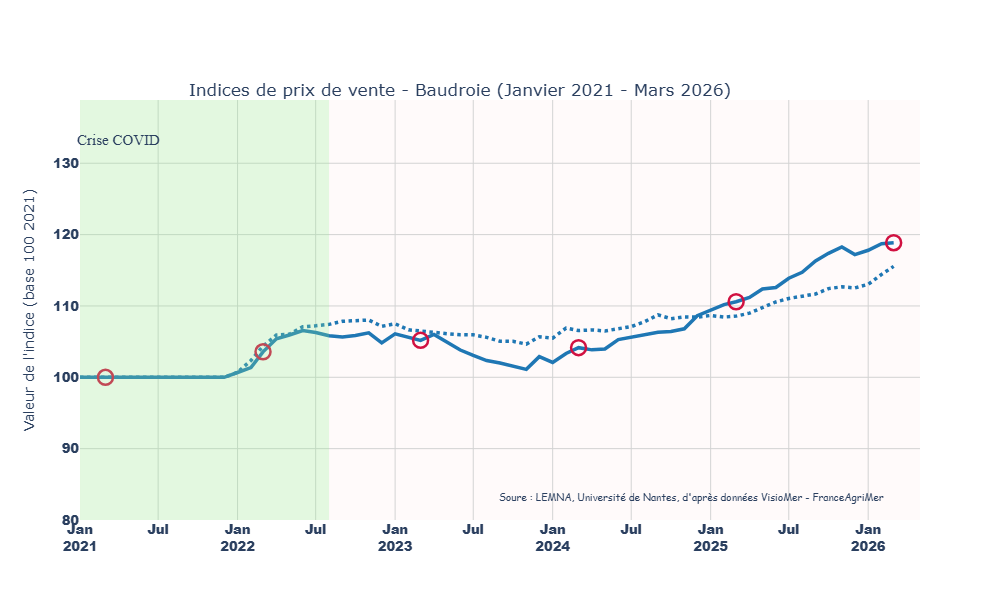 Indices de prix de vente - Baudroie (Janvier 2021 - Mars 2026)
Crise COVID
Valeur de l'Indice (base 100 2021)
130
120
110
100
90
80
Soure : LEMNA, Université de Nantes, d'après données VisioMer - FranceAgriMer
Jan Jul Jan Jul Jan Jul Jan Jul Jan Jul Jan
2021 2022 2023 2024 2025 2026